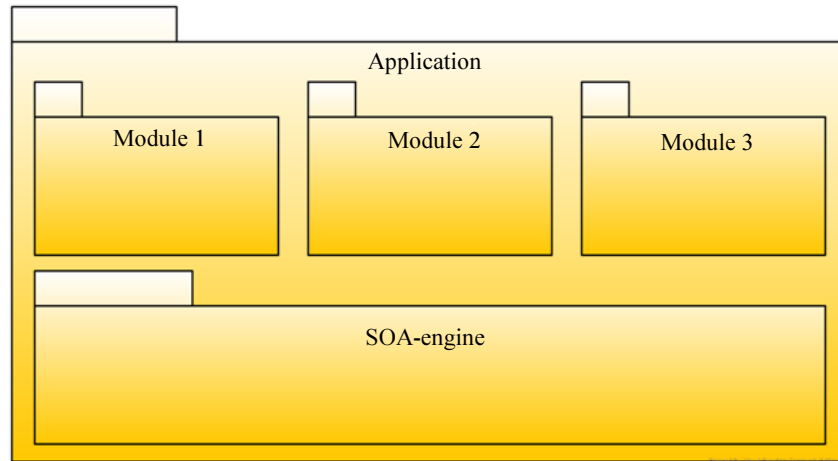 Application
Module 1
Module 2
Module 3
SOA-engine